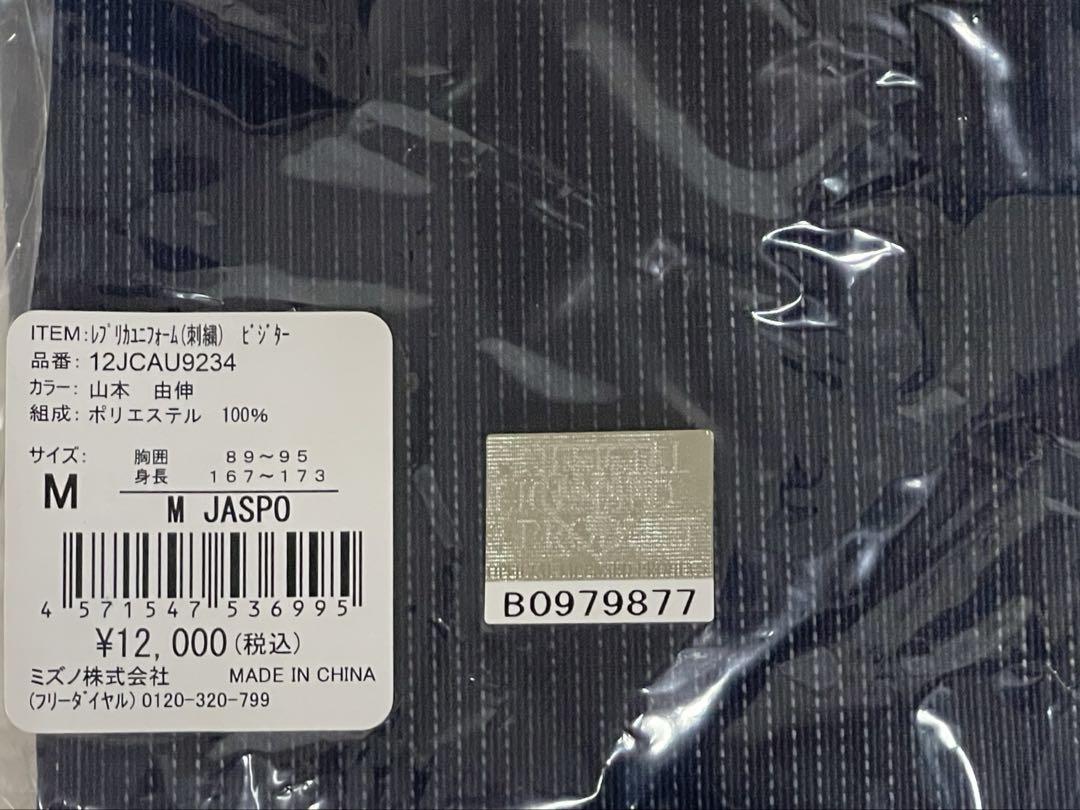 ITEM:ﾚﾌﾟﾘｶﾕﾆﾌｫｰﾑ(刺繍) ﾋﾞｼﾞﾀｰ
品番: 12JCAU9234
カラー: 山本 由伸
組成: ポリエステル 100%
サイズ: 胸囲 89～95
身長 167～173
M
M JASPO
4 571547 536995
¥12,000(税込)
ミズノ株式会社 MADE IN CHINA
(フリーダイヤル) 0120-320-799
B0979877